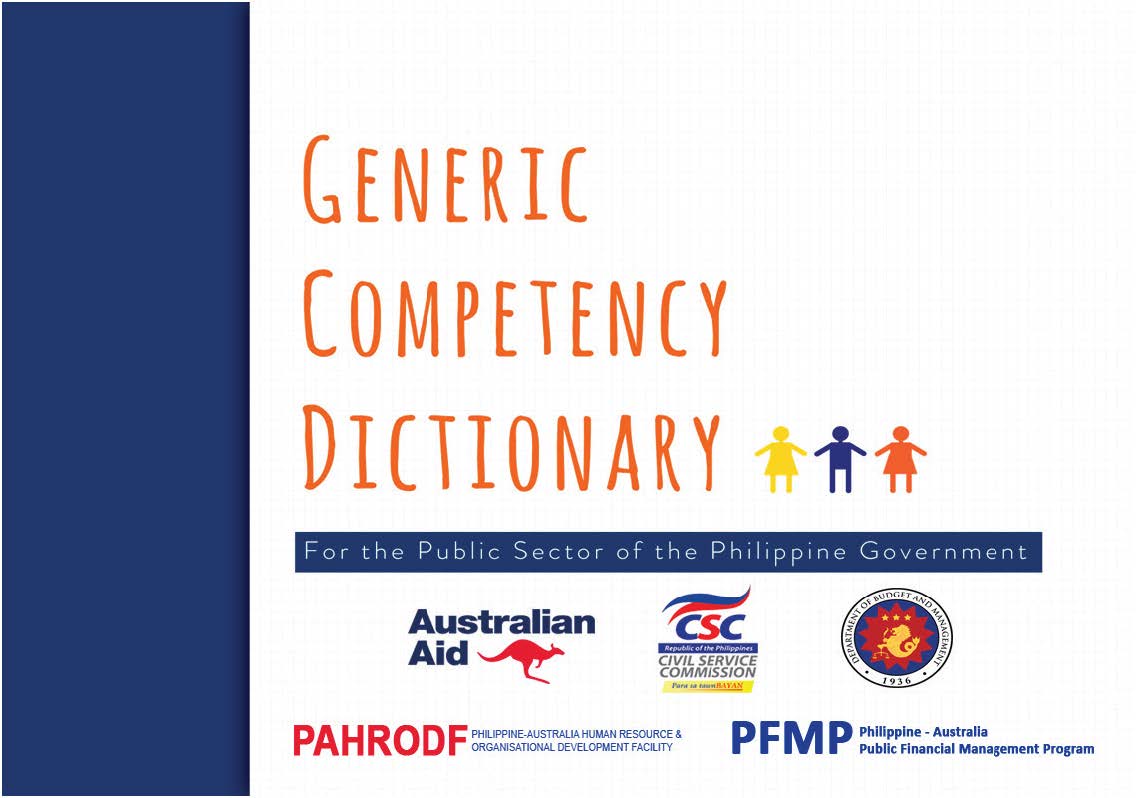 GENERIC
COMPETENCY
DICTIONARY
For the Public Sector of the Philippine Government
Australian
Aid
CSC
Republic of the Philippines
CIVIL SERVICE
COMMISSION
Para sa taumBAYAN
DEPARTMENT OF BUDGET AND MANAGEMENT
1936
PAHRODF
PHILIPPINE-AUSTRALIA HUMAN RESOURCE &
ORGANISATIONAL DEVELOPMENT FACILITY
PFMP
Philippine - Australia
Public Financial Management Program